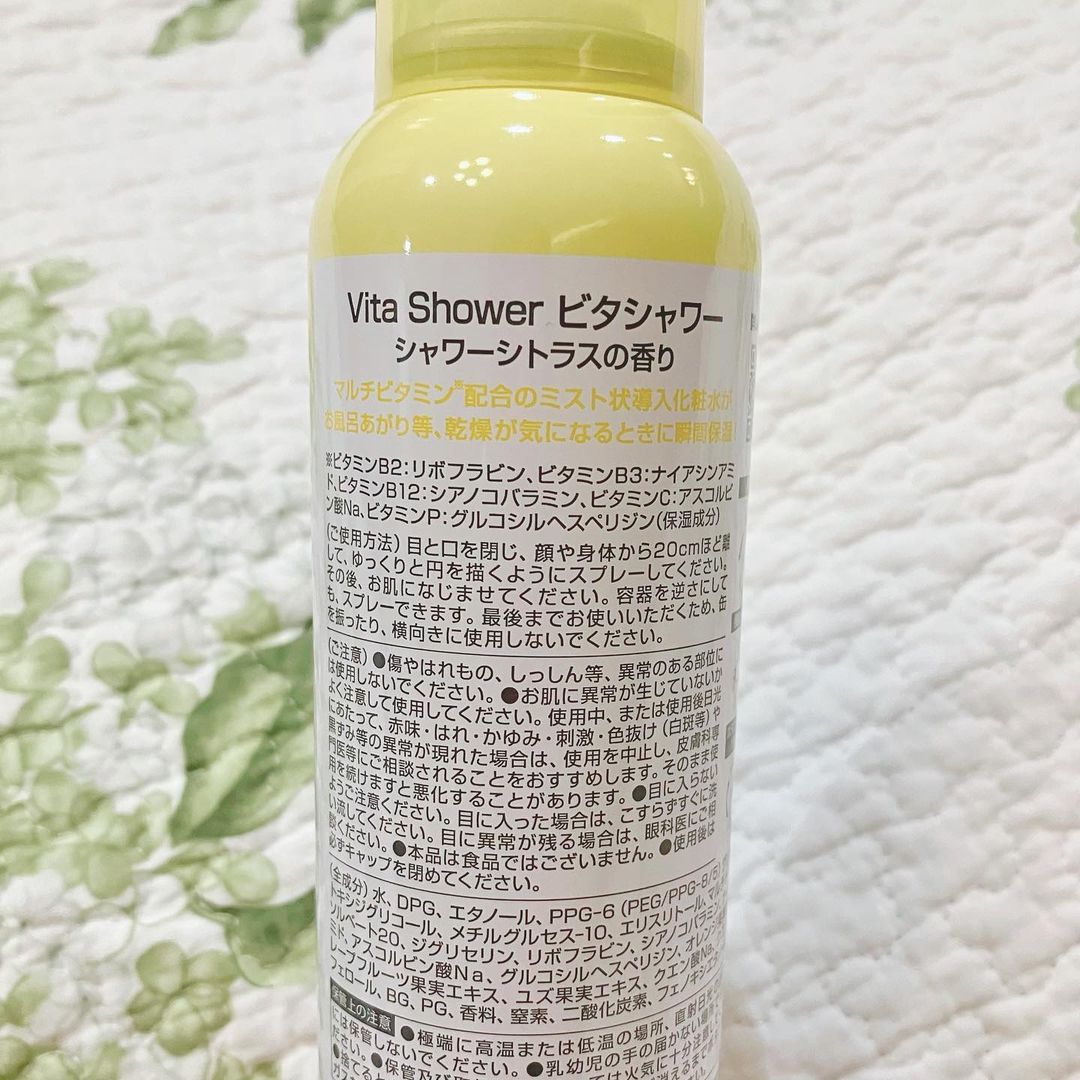 Vita Shower ビタシャワー
シャワーシトラスの香り
マルチビタミン※配合のミスト状導入化粧水が
お風呂あがり等、乾燥が気になるときに瞬間保湿!
※ビタミンB2:リボフラビン、ビタミンB3:ナイアシンアミ
ド、ビタミンB12:シアノコバラミン、ビタミンC:アスコルビ
ン酸Na、ビタミンP:グルコシルヘスペリジン(保湿成分)
(ご使用方法) 目と口を閉じ、顔や身体から20cmほど離
して、ゆっくりと円を描くようにスプレーしてください。
その後、お肌になじませてください。容器を逆さにして
も、スプレーできます。最後までお使いいただくため、缶
を振ったり、横向きに使用しないでください。
(ご注意) ●傷やはれもの、しっしん等、異常のある部位に
は使用しないでください。●お肌に異常が生じていないか
よく注意して使用してください。使用中、または使用後日光
にあたって、赤味・はれ・かゆみ・刺激・色抜け(白斑等)や
黒ずみ等の異常が現れた場合は、使用を中止し、皮膚科専
門医等にご相談されることをおすすめします。そのまま使
用を続けますと悪化することがあります。●目に入らない
ようご注意ください。目に入った場合は、こすらずすぐに洗
い流してください。目に異常が残る場合は、眼科医にご相
談ください。●本品は食品ではございません。●使用後は
必ずキャップを閉めてください。
(全成分) 水、DPG、エタノール、PPG-6 (PEG/PPG-8/5
トキシジグリコール、メチルグルセス-10、エリスリトール、マル
ソルベート20、ジグリセリン、リボフラビン、シアノコバラミン、
ミド、アスコルビン酸Na、グルコシルヘスペリジン、オレンジ
レープフルーツ果実エキス、ユズ果実エキス、クエン酸Na、
フェロール、BG、PG、香料、窒素、二酸化炭素、フェノキシエタ
保管上の注意 ●極端に高温または低温の場所、直射日光の
には保管しないでください。●乳幼児の手の届かない場所
ださい。●保管及び
●捨てるとき 火気に十分注意し